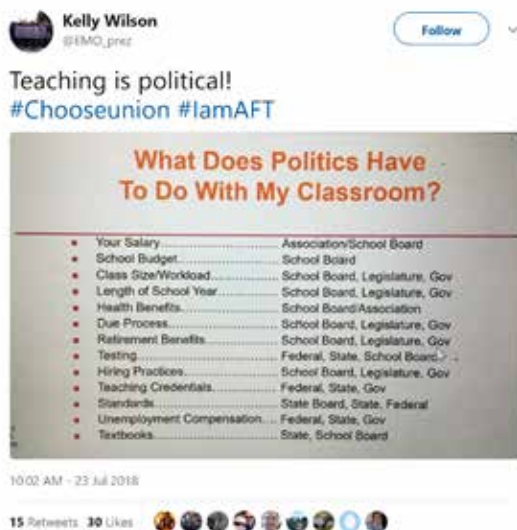 Kelly Wilson
@EMO_prez
Follow
Teaching is political!
#Chooseunion #IamAFT
What Does Politics Have
To Do With My Classroom?
Your Salary.......................... Association/School Board
School Budget...................... School Board
Class Size/Workload............... School Board, Legislature, Gov
Length of School Year............. School Board, Legislature, Gov
Health Benefits..................... School Board/Association
Due Process......................... School Board, Legislature, Gov
Retirement Benefits................ School Board, Legislature, Gov
Testing................................ Federal, State, School Board
Hiring Practices..................... School Board, Legislature, Gov
Teaching Credentials............... Federal, State, Gov
Standards............................ State Board, State, Federal
Unemployment Compensation.... Federal, State, Gov
Textbooks............................ State, School Board
10:02 AM - 23 Jul 2018
15 Retweets 30 Likes